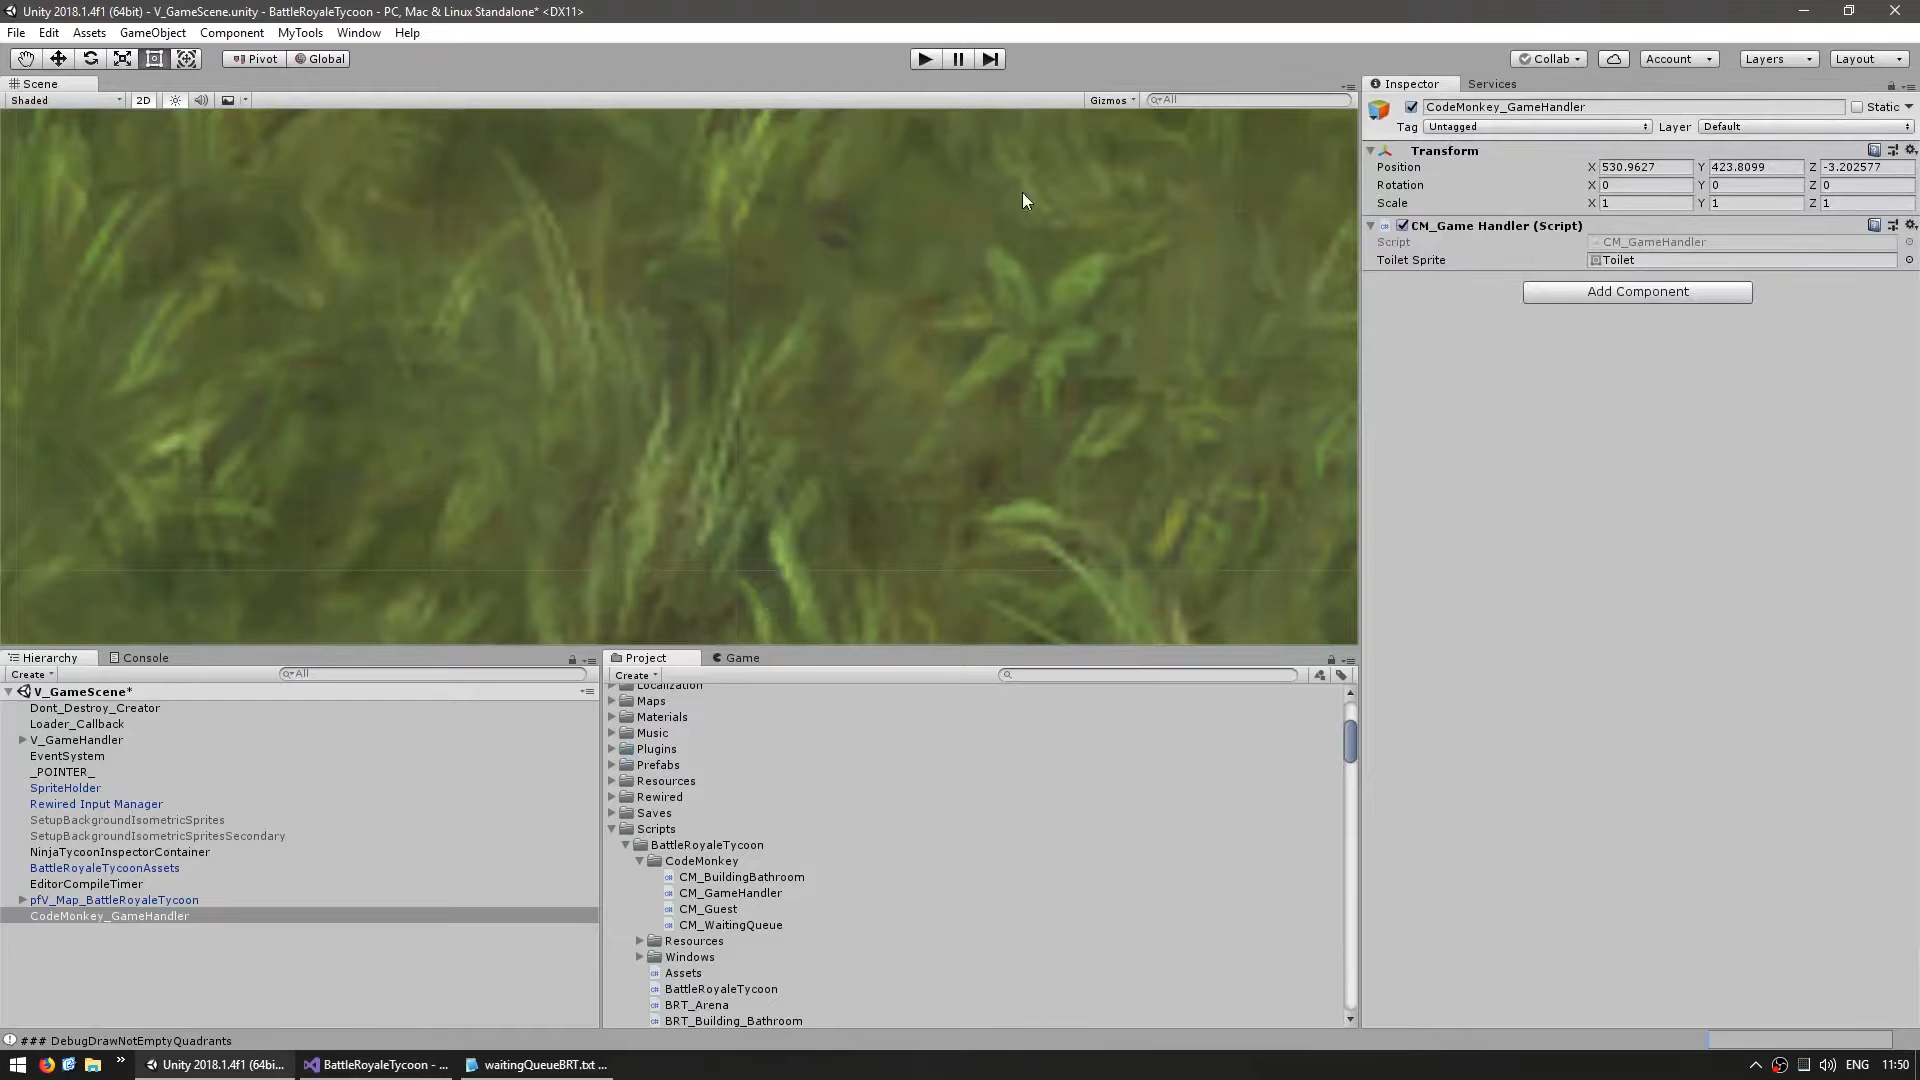 Unity 2018.1.4f1 (64bit) - V_GameScene.unity - BattleRoyaleTycoon - PC, Mac & Linux Standalone* <DX11>
File Edit Assets GameObject Component MyTools Window Help
Pivot Global Collab Account Layers Layout
Scene
Shaded 2D Gizmos All
Inspector Services
CodeMonkey_GameHandler Static
Tag Untagged Layer Default
Transform
Position X 530.9627 Y 423.8099 Z -3.202577
Rotation X 0 Y 0 Z 0
Scale X 1 Y 1 Z 1
CM_Game Handler (Script)
Script CM_GameHandler
Toilet Sprite Toilet
Add Component
Hierarchy Console
Create All
V_GameScene*
Dont_Destroy_Creator
Loader_Callback
V_GameHandler
EventSystem
_POINTER_
SpriteHolder
Rewired Input Manager
SetupBackgroundIsometricSprites
SetupBackgroundIsometricSpritesSecondary
NinjaTycoonInspectorContainer
BattleRoyaleTycoonAssets
EditorCompileTimer
pfV_Map_BattleRoyaleTycoon
CodeMonkey_GameHandler
Project Game
Create
Localization
Maps
Materials
Music
Plugins
Prefabs
Resources
Rewired
Saves
Scripts
BattleRoyaleTycoon
CodeMonkey
CM_BuildingBathroom
CM_GameHandler
CM_Guest
CM_WaitingQueue
Resources
Windows
Assets
BattleRoyaleTycoon
BRT_Arena
BRT_Building_Bathroom
### DebugDrawNotEmptyQuadrants
Unity 2018.1.4f1 (64bi... BattleRoyaleTycoon - ... waitingQueueBRT.txt ... ENG 11:50